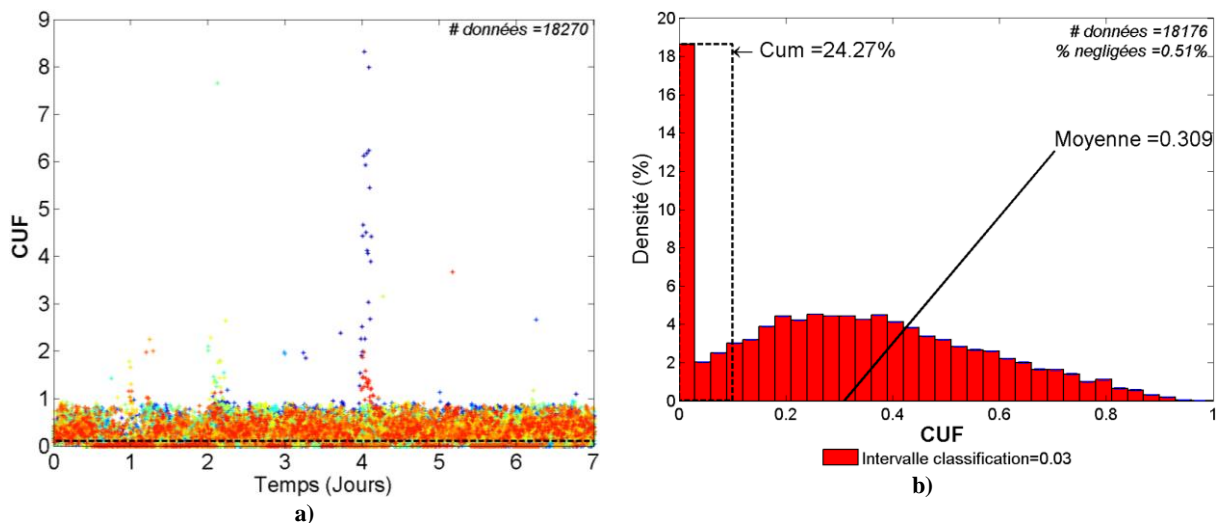 # données =18270
9
8
7
6
5
4
3
2
1
0
CUF
0 1 2 3 4 5 6 7
Temps (Jours)
a)
# données =18176
% negligées =0.51%
← Cum =24.27%
Moyenne =0.309
20
18
16
14
12
10
8
6
4
2
0
Densité (%)
0 0.2 0.4 0.6 0.8 1
CUF
Intervalle classification=0.03
b)